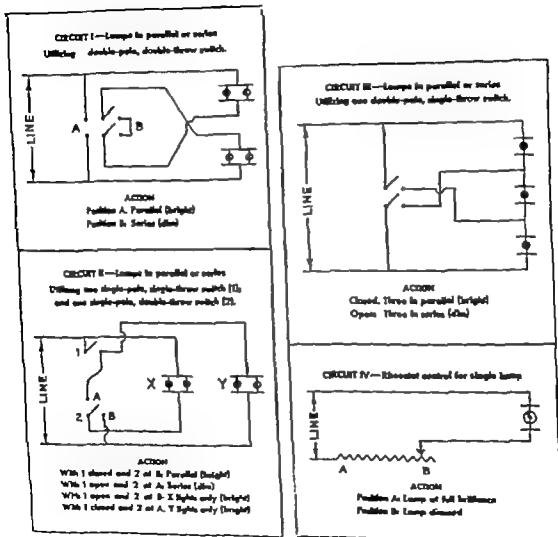 CIRCUIT I—Lamps in parallel or series
Utilizing double-pole, double-throw switch.
LINE
A
B
ACTION
Position A: Parallel (bright)
Position B: Series (dim)
CIRCUIT II—Lamps in parallel or series
Utilizing one single-pole, single-throw switch (1),
and one single-pole, double-throw switch (2).
1
LINE
A
2
B
X
Y
ACTION
With 1 closed and 2 at B: Parallel (bright)
With 1 open and 2 at A: Series (dim)
With 1 open and 2 at B: X lights only (bright)
With 1 closed and 2 at A, Y lights only (bright)
CIRCUIT III—Lamps in parallel or series
Utilizing one double-pole, single-throw switch.
LINE
ACTION
Closed: Three in parallel (bright)
Open: Three in series (dim)
CIRCUIT IV—Rheostat control for single lamp
LINE
A
B
ACTION
Position A: Lamp at full brilliance
Position B: Lamp dimmed